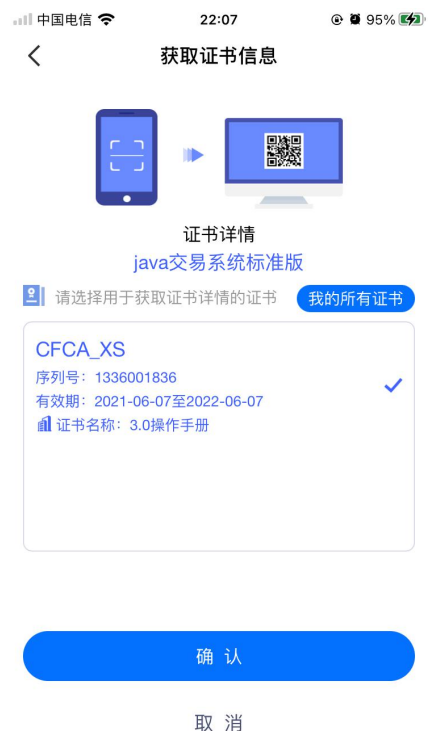 中国电信 22:07 95%
获取证书信息
证书详情
java交易系统标准版
请选择用于获取证书详情的证书 我的所有证书
CFCA_XS
序列号：1336001836
有效期：2021-06-07至2022-06-07
证书名称：3.0操作手册
确 认
取 消